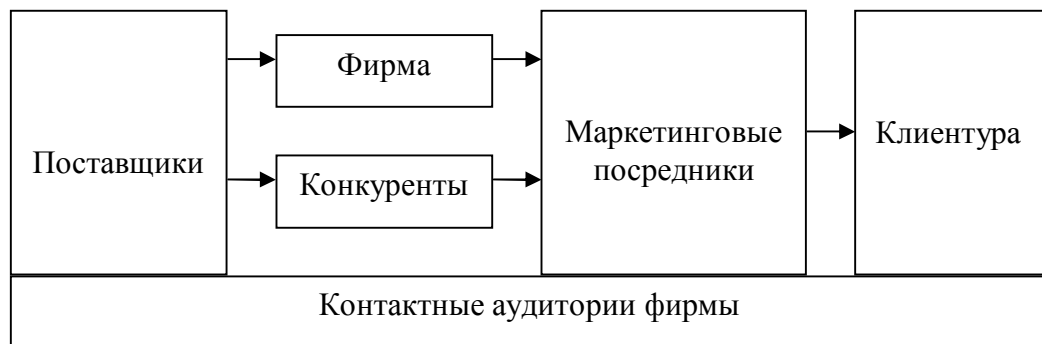 Поставщики
Фирма
Конкуренты
Маркетинговые
посредники
Клиентура
Контактные аудитории фирмы